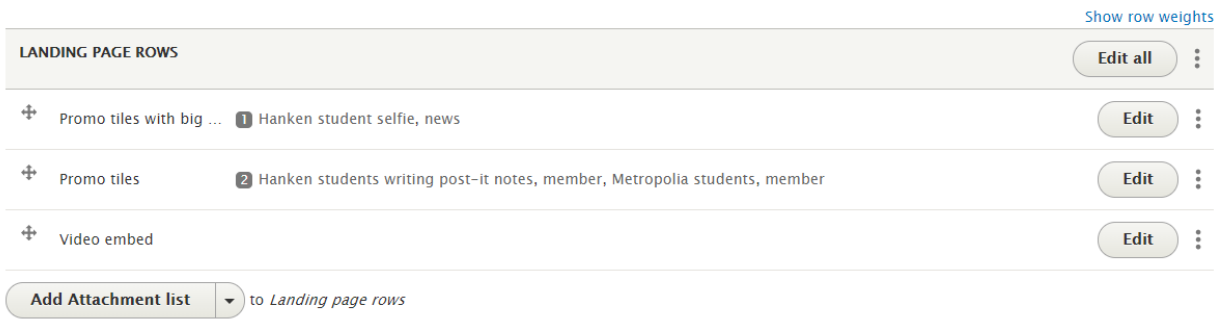 Show row weights
LANDING PAGE ROWS Edit all
Promo tiles with big ... 1 Hanken student selfie, news Edit
Promo tiles 2 Hanken students writing post-it notes, member, Metropolia students, member Edit
Video embed Edit
Add Attachment list to Landing page rows